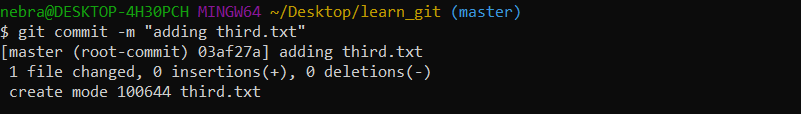 nebra@DESKTOP-4H30PCH MINGW64 ~/Desktop/learn_git (master)
$ git commit -m "adding third.txt"
[master (root-commit) 03af27a] adding third.txt
 1 file changed, 0 insertions(+), 0 deletions(-)
 create mode 100644 third.txt